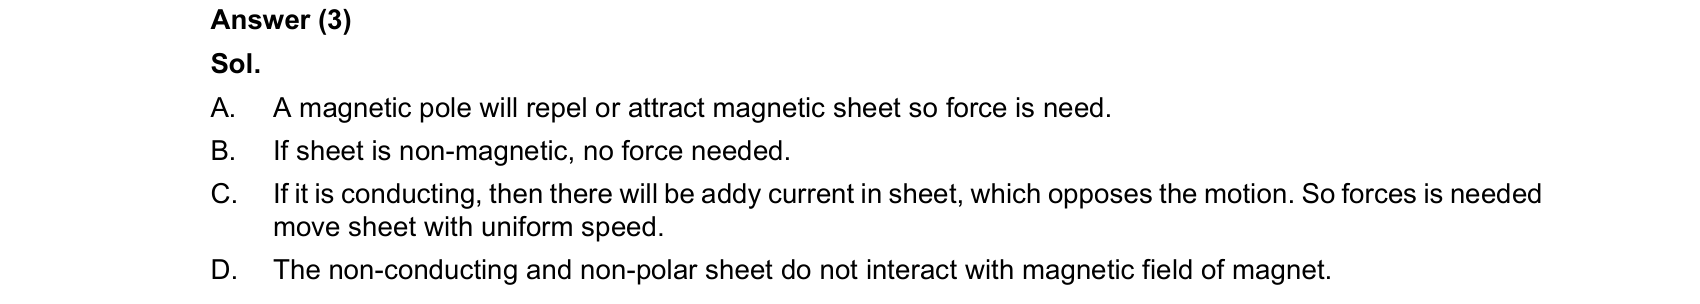 Answer (3)
Sol.
A. A magnetic pole will repel or attract magnetic sheet so force is need.
B. If sheet is non-magnetic, no force needed.
C. If it is conducting, then there will be addy current in sheet, which opposes the motion. So forces is needed
move sheet with uniform speed.
D. The non-conducting and non-polar sheet do not interact with magnetic field of magnet.